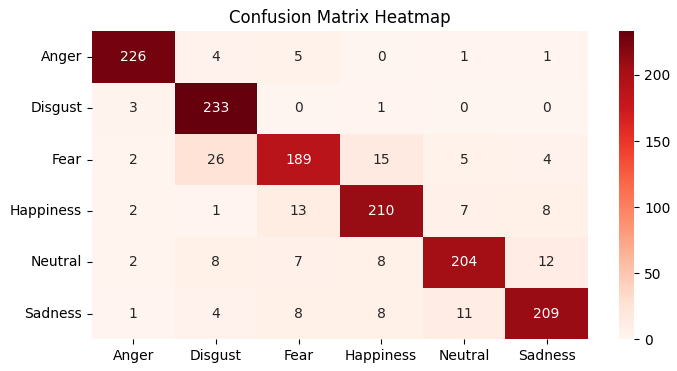 Confusion Matrix Heatmap
Anger 226 4 5 0 1 1
Disgust 3 233 0 1 0 0
Fear 2 26 189 15 5 4
Happiness 2 1 13 210 7 8
Neutral 2 8 7 8 204 12
Sadness 1 4 8 8 11 209
Anger Disgust Fear Happiness Neutral Sadness
200
150
100
50
0